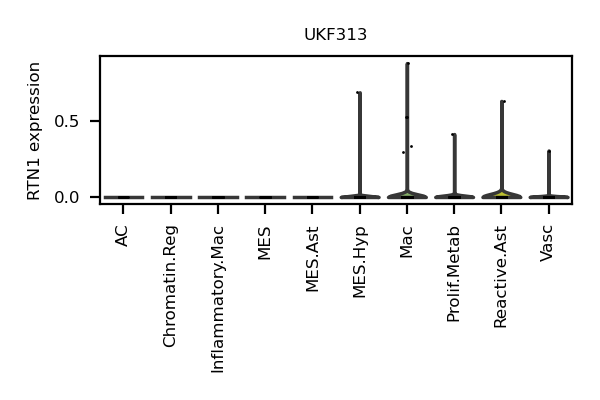 UKF313
RTN1 expression
0.5
0.0
AC
Chromatin.Reg
Inflammatory.Mac
MES
MES.Ast
MES.Hyp
Mac
Prolif.Metab
Reactive.Ast
Vasc